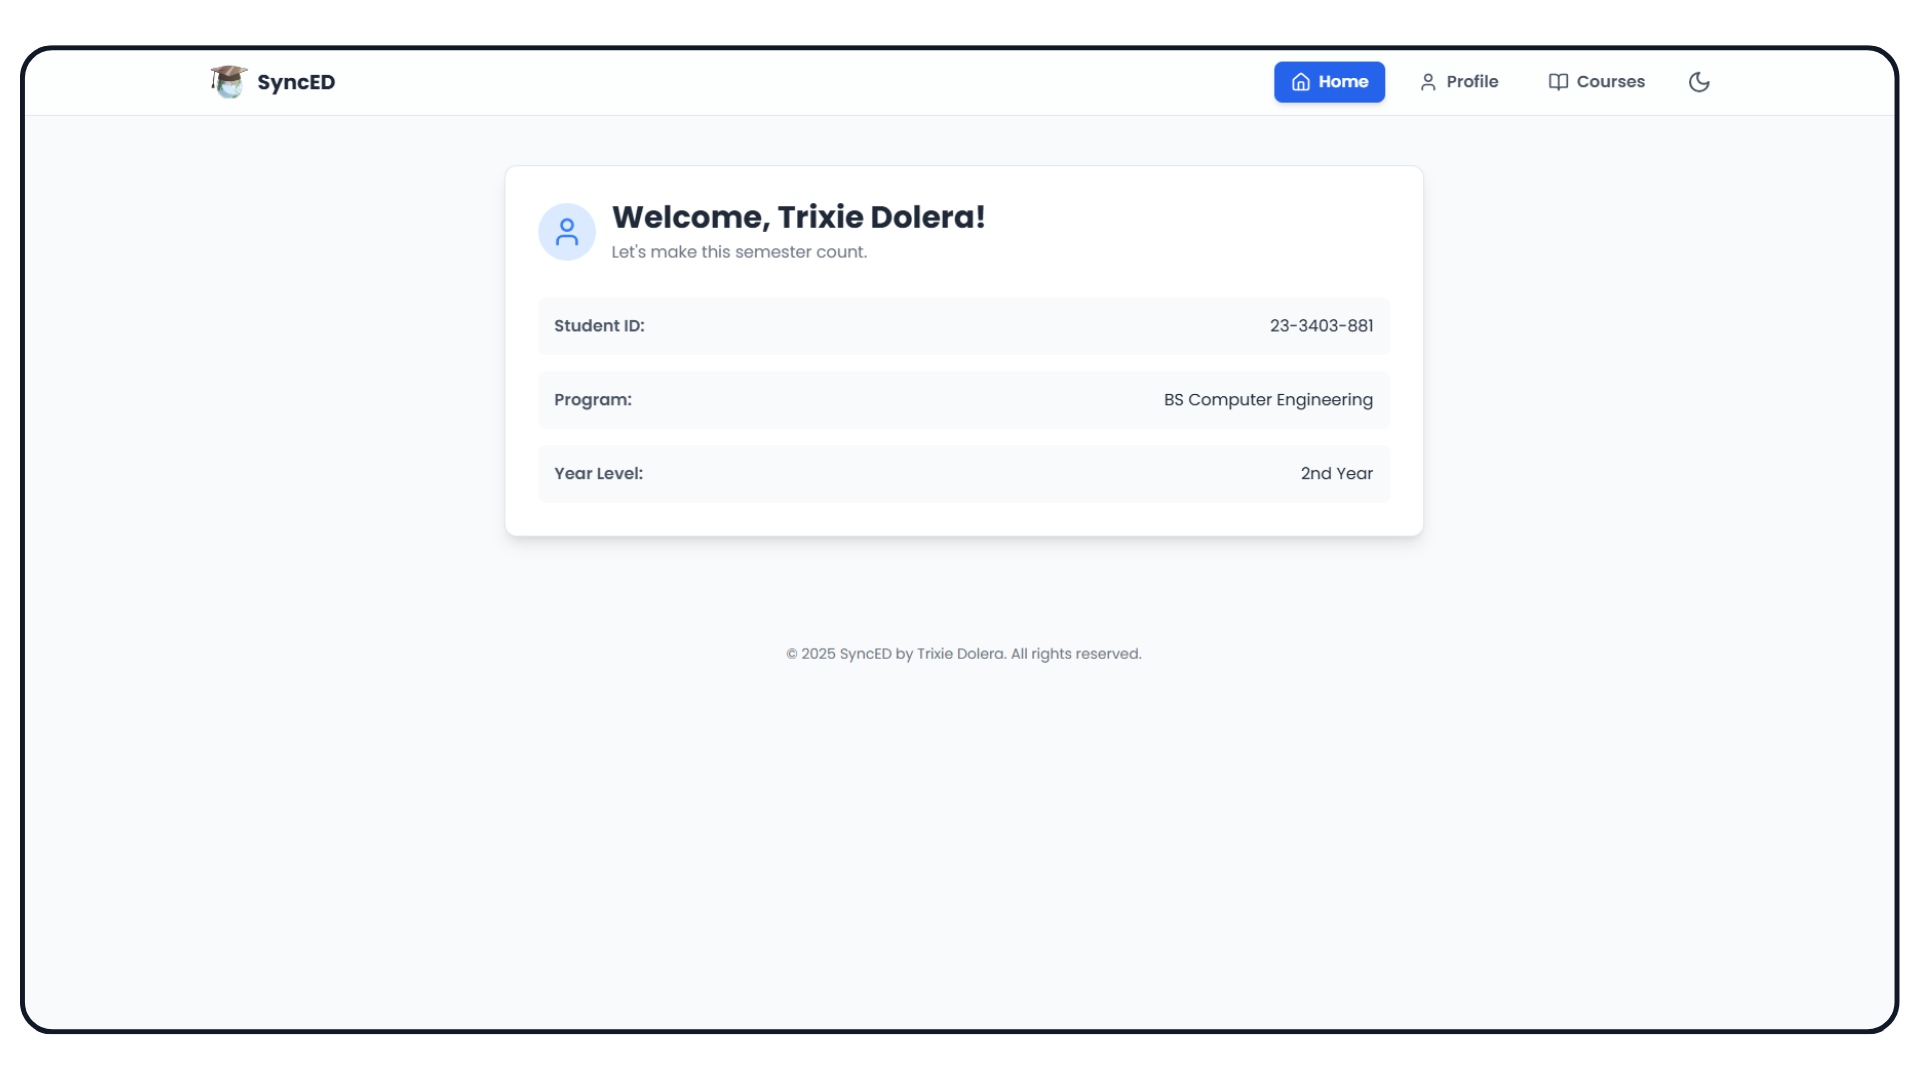 SyncED
Home
Profile
Courses
Welcome, Trixie Dolera!
Let's make this semester count.
Student ID:
23-3403-881
Program:
BS Computer Engineering
Year Level:
2nd Year
© 2025 SyncED by Trixie Dolera. All rights reserved.